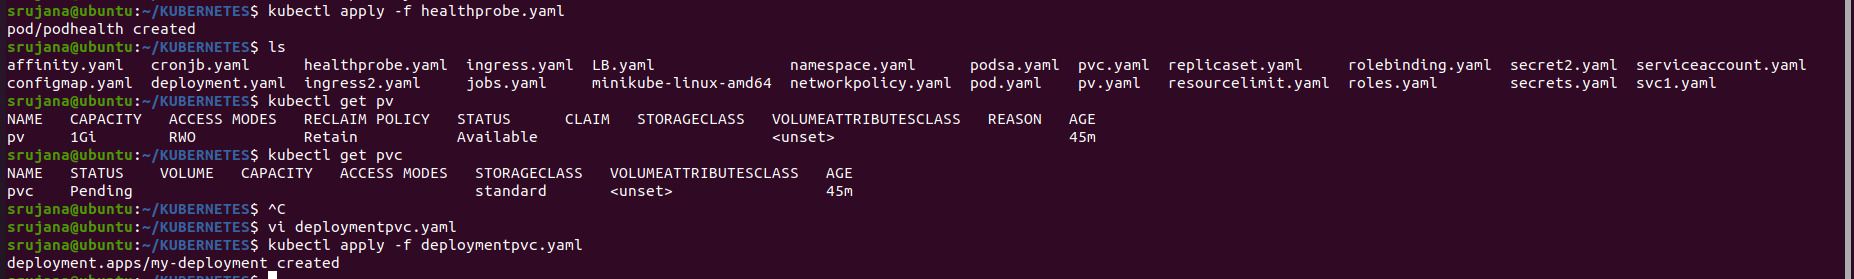 srujana@ubuntu:~/KUBERNETES$ kubectl apply -f healthprobe.yaml
pod/podhealth created
srujana@ubuntu:~/KUBERNETES$ ls
affinity.yaml   cronjb.yaml      healthprobe.yaml  ingress.yaml  LB.yaml              namespace.yaml      podsa.yaml  pvc.yaml  replicaset.yaml     rolebinding.yaml  secret2.yaml  serviceaccount.yaml
configmap.yaml  deployment.yaml  ingress2.yaml     jobs.yaml     minikube-linux-amd64  networkpolicy.yaml  pod.yaml    pv.yaml   resourcelimit.yaml  roles.yaml        secrets.yaml  svc1.yaml
srujana@ubuntu:~/KUBERNETES$ kubectl get pv
NAME   CAPACITY   ACCESS MODES   RECLAIM POLICY   STATUS      CLAIM   STORAGECLASS   VOLUMEATTRIBUTESCLASS   REASON   AGE
pv     1Gi        RWO            Retain           Available                          <unset>                          45m
srujana@ubuntu:~/KUBERNETES$ kubectl get pvc
NAME   STATUS    VOLUME   CAPACITY   ACCESS MODES   STORAGECLASS   VOLUMEATTRIBUTESCLASS   AGE
pvc    Pending                                      standard       <unset>                 45m
srujana@ubuntu:~/KUBERNETES$ ^C
srujana@ubuntu:~/KUBERNETES$ vi deploymentpvc.yaml
srujana@ubuntu:~/KUBERNETES$ kubectl apply -f deploymentpvc.yaml
deployment.apps/my-deployment created
srujana@ubuntu:~/KUBERNETES$